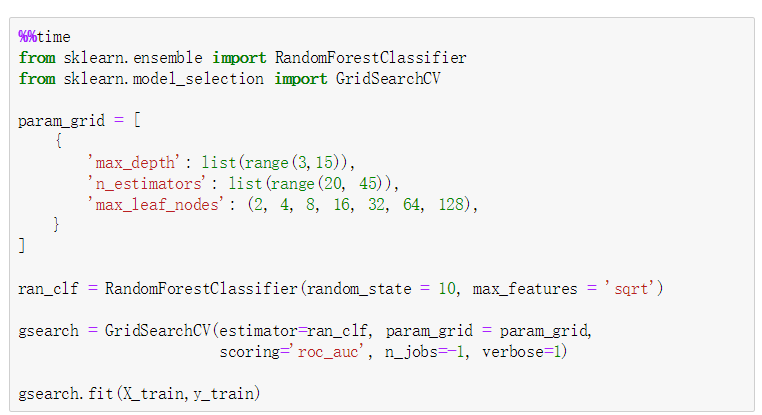 %%time
from sklearn.ensemble import RandomForestClassifier
from sklearn.model_selection import GridSearchCV

param_grid = [
    {
        'max_depth': list(range(3,15)),
        'n_estimators': list(range(20, 45)),
        'max_leaf_nodes': (2, 4, 8, 16, 32, 64, 128),
    }
]

ran_clf = RandomForestClassifier(random_state = 10, max_features = 'sqrt')

gsearch = GridSearchCV(estimator=ran_clf, param_grid = param_grid,
                       scoring='roc_auc', n_jobs=-1, verbose=1)

gsearch.fit(X_train,y_train)